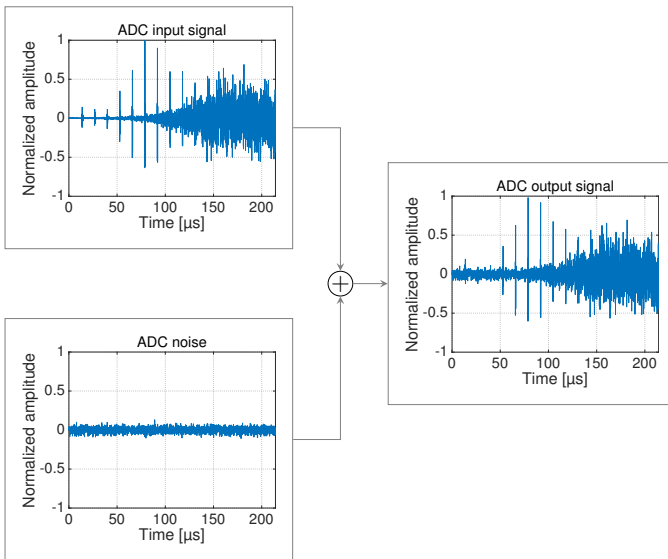 ADC input signal
Normalized amplitude
1
0.5
0
-0.5
-1
0 50 100 150 200
Time [µs]
ADC noise
Normalized amplitude
1
0.5
0
-0.5
-1
0 50 100 150 200
Time [µs]
+
ADC output signal
Normalized amplitude
1
0.5
0
-0.5
-1
0 50 100 150 200
Time [µs]